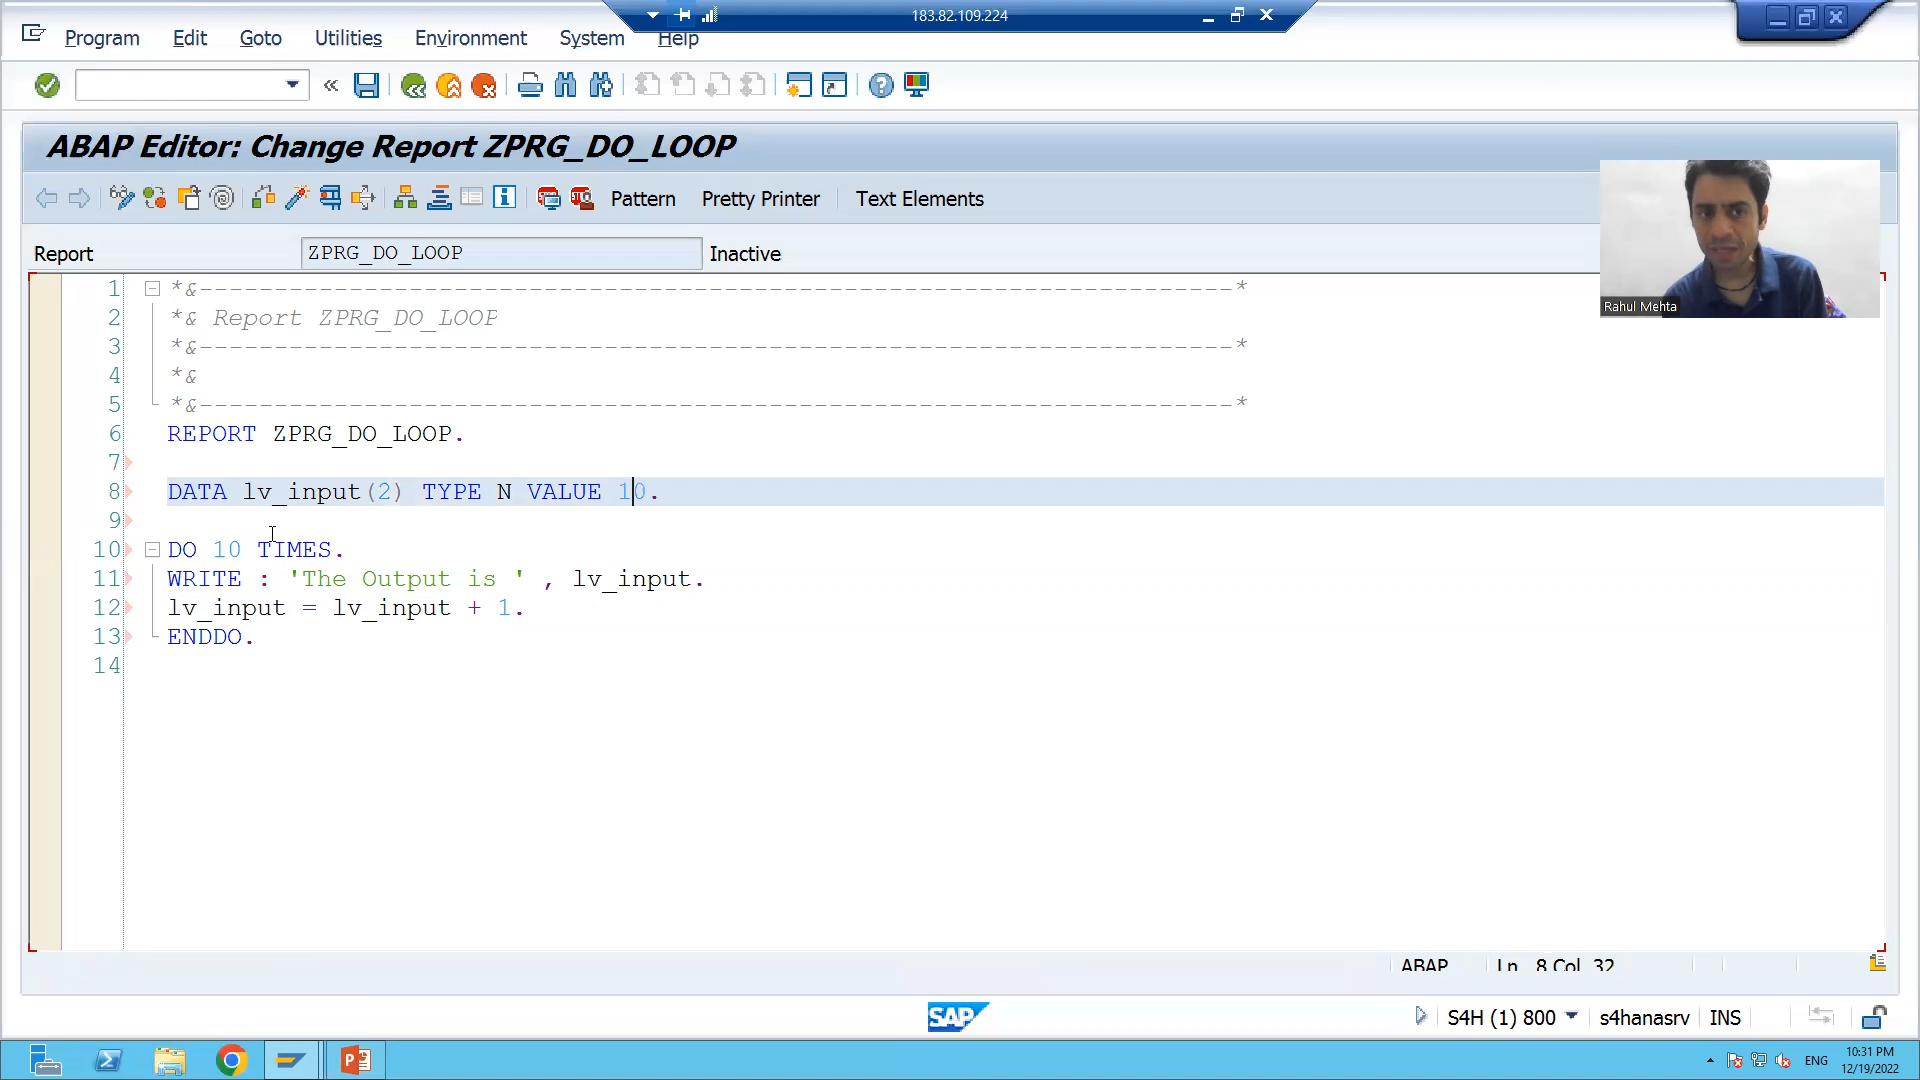 183.82.109.224
Program Edit Goto Utilities Environment System Help
ABAP Editor: Change Report ZPRG_DO_LOOP
Pattern Pretty Printer Text Elements
Report ZPRG_DO_LOOP Inactive
Rahul Mehta
1 *&---------------------------------------------------------------------*
2 *& Report ZPRG_DO_LOOP
3 *&---------------------------------------------------------------------*
4 *&
5 *&---------------------------------------------------------------------*
6 REPORT ZPRG_DO_LOOP.
7
8 DATA lv_input(2) TYPE N VALUE 10.
9
10 DO 10 TIMES.
11 WRITE : 'The Output is ' , lv_input.
12 lv_input = lv_input + 1.
13 ENDDO.
14
ABAP Ln 8 Col 32
SAP S4H (1) 800 s4hanasrv INS
ENG 10:31 PM
12/19/2022